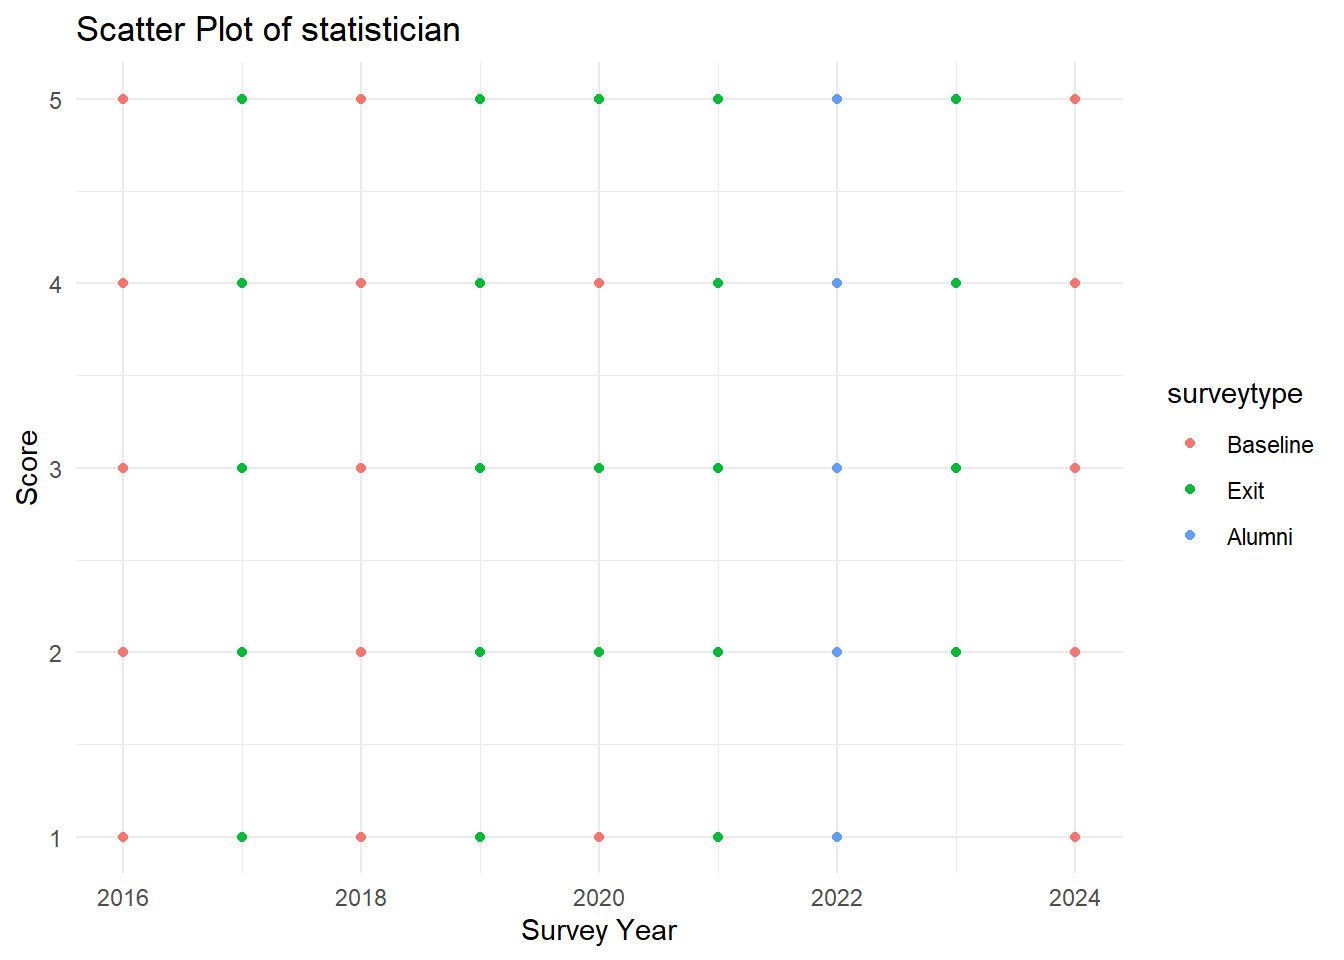 Scatter Plot of statistician
5
4
3
2
1
Score
2016 2018 2020 2022 2024
Survey Year
surveytype
Baseline
Exit
Alumni